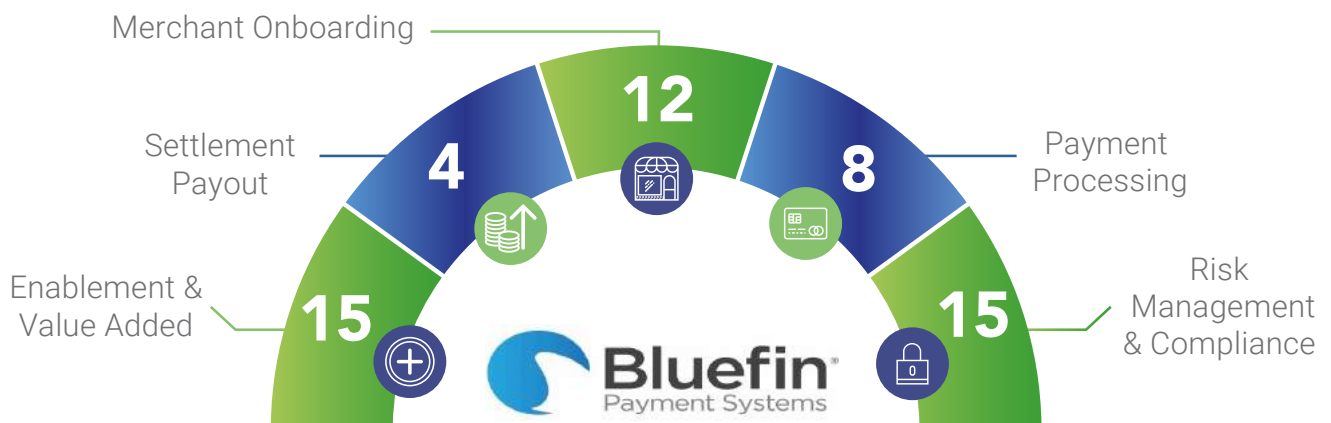 Merchant Onboarding
12
Settlement
Payout
4
8
Payment
Processing
Enablement &
Value Added
15
15
Risk
Management
& Compliance
Bluefin®
Payment Systems
0